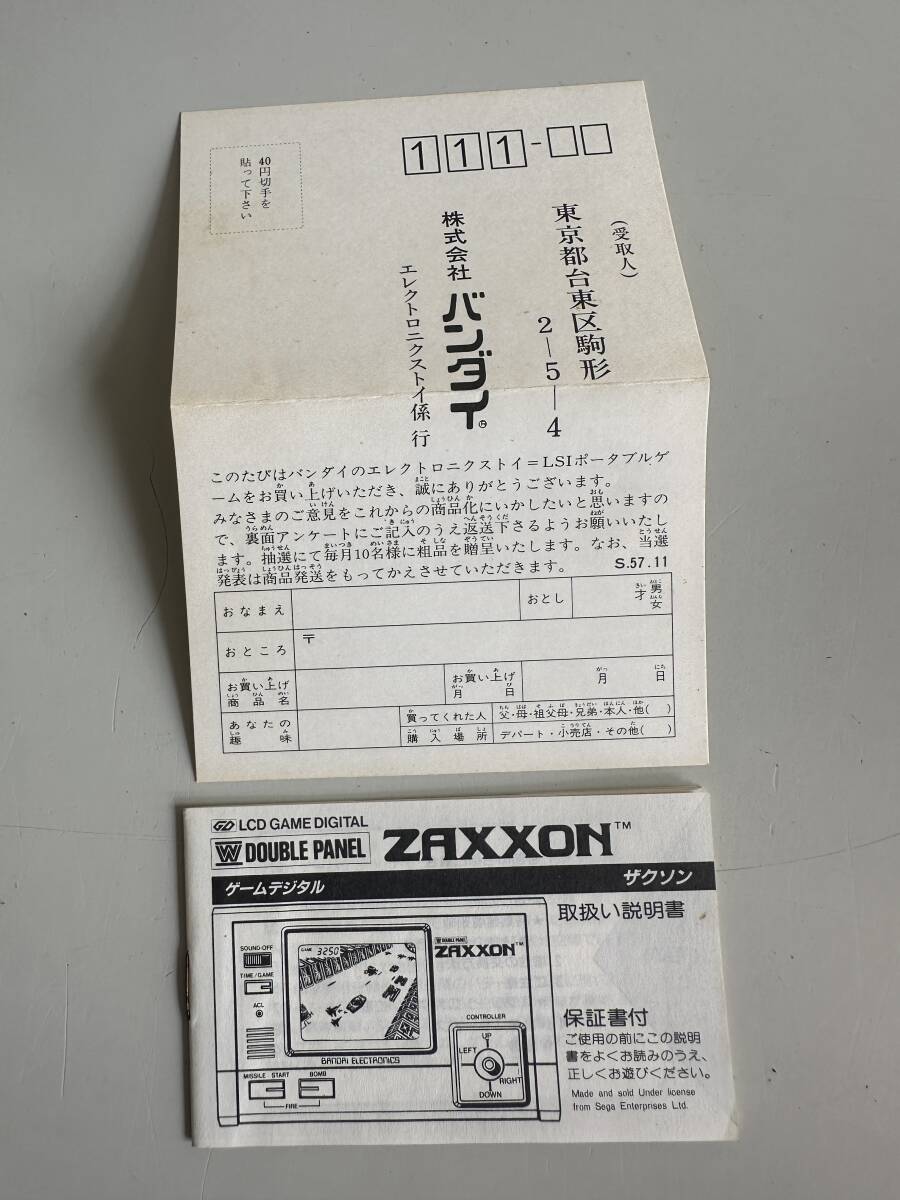 40円切手を
貼って下さい
111-
(受取人)
東京都台東区駒形
2―5―4
株式会社 バンダイ
エレクトロニクストイ係 行
このたびはバンダイのエレクトロニクストイ=LSIポータブルゲ
ームをお買い上げいただき、誠にありがとうございます。
みなさまのご意見をこれからの商品化にいかしたいと思いますの
で、裏面アンケートにご記入のうえ返送下さるようお願いいたし
ます。抽選にて毎月10名様に粗品を贈呈いたします。なお、当選
発表は商品発送をもってかえさせていただきます。 S.57.11
おなまえ おとし 才 男 女
おところ 〒
お買い上げ商品名 お買い上げ月日 月 日
あなたの趣味 買ってくれた人 父・母・祖父母・兄弟・本人・他( )
購入場所 デパート・小売店・その他( )
GD LCD GAME DIGITAL
W DOUBLE PANEL ZAXXON™
ゲームデジタル ザクソン
取扱い説明書
SOUND-OFF
TIME/GAME
ACL
GAME 3250
W DOUBLE PANEL
ZAXXON™
BANDAI ELECTRONICS
CONTROLLER
UP
LEFT
RIGHT
DOWN
MISSILE START BOMB
FIRE
保証書付
ご使用の前にこの説明
書をよくお読みのうえ、
正しくお遊びください。
Made and sold Under license
from Sega Enterprises Ltd.